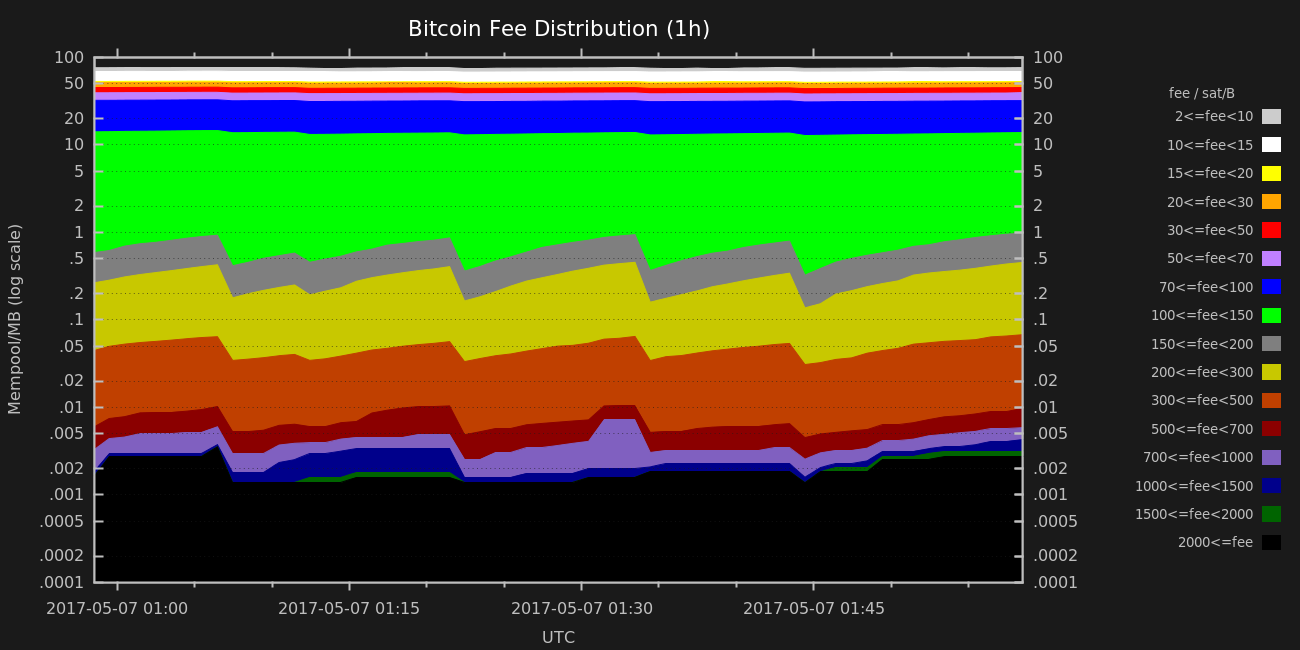 Bitcoin Fee Distribution (1h)
Mempool/MB (log scale)
100
50
20
10
5
2
1
.5
.2
.1
.05
.02
.01
.005
.002
.001
.0005
.0002
.0001
100
50
20
10
5
2
1
.5
.2
.1
.05
.02
.01
.005
.002
.001
.0005
.0002
.0001
2017-05-07 01:00
2017-05-07 01:15
2017-05-07 01:30
2017-05-07 01:45
UTC
fee / sat/B
2<=fee<10
10<=fee<15
15<=fee<20
20<=fee<30
30<=fee<50
50<=fee<70
70<=fee<100
100<=fee<150
150<=fee<200
200<=fee<300
300<=fee<500
500<=fee<700
700<=fee<1000
1000<=fee<1500
1500<=fee<2000
2000<=fee